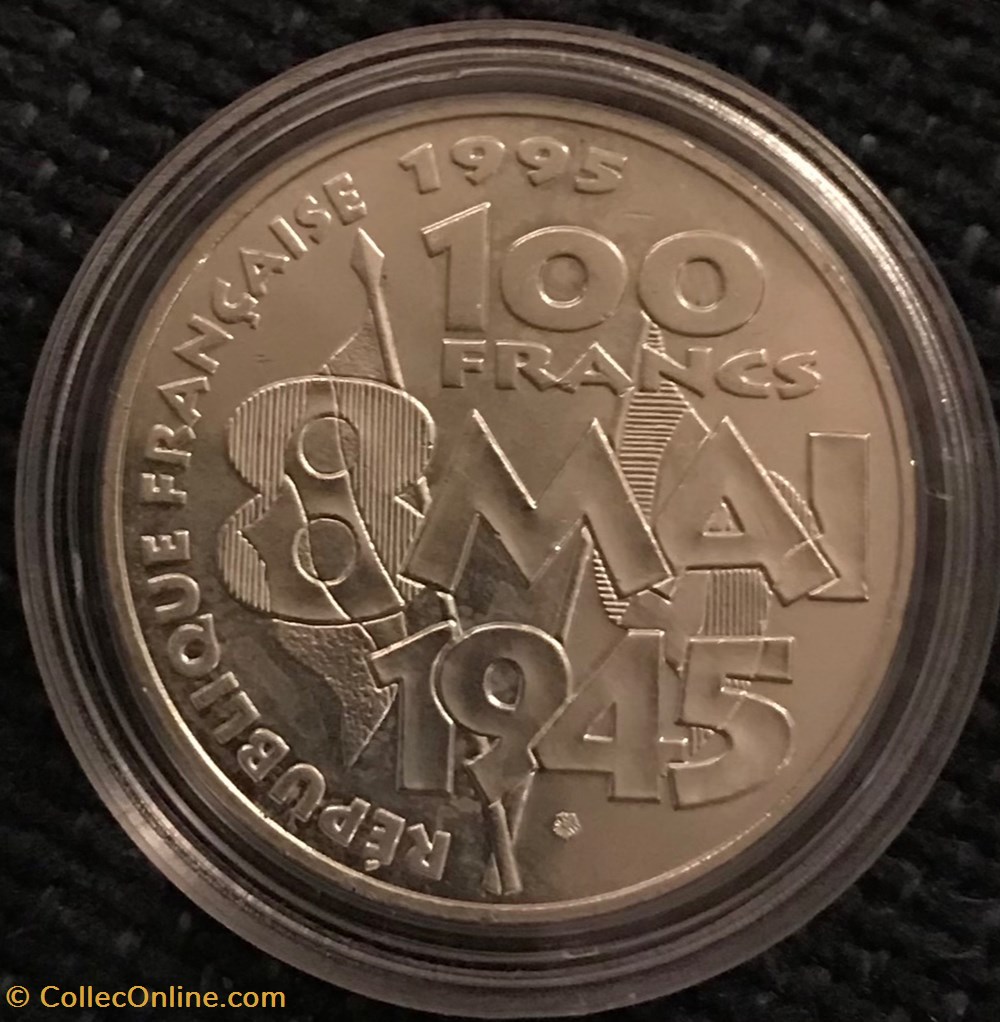 RÉPUBLIQUE FRANÇAISE 1995
100
FRANCS
8 MAI
1945
© CollecOnline.com